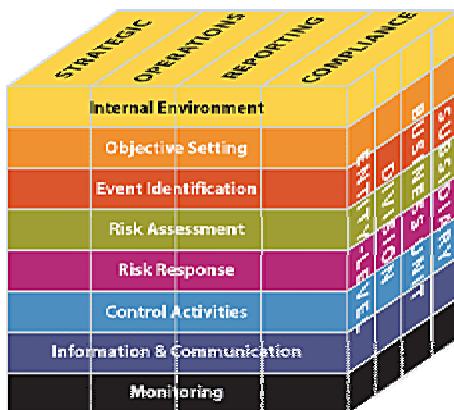 STRATEGIC
OPERATIONS
REPORTING
COMPLIANCE
Internal Environment
Objective Setting
Event Identification
Risk Assessment
Risk Response
Control Activities
Information & Communication
Monitoring
ENTITY-LEVEL
DIVISION
BUSINESS UNIT
SUBSIDIARY